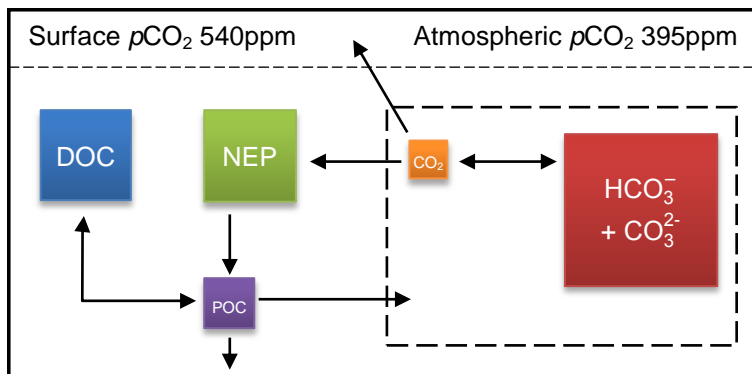 Surface pCO₂ 540ppm
Atmospheric pCO₂ 395ppm
DOC
NEP
CO₂
HCO₃⁻
+ CO₃²⁻
POC